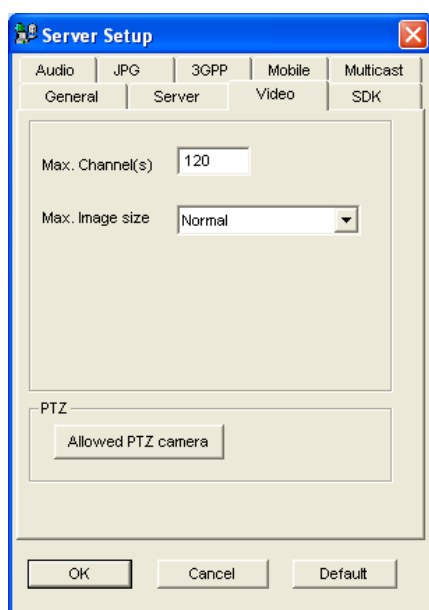 Server Setup
Audio JPG 3GPP Mobile Multicast
General Server Video SDK
Max. Channel(s) 120
Max. Image size Normal
PTZ
Allowed PTZ camera
OK Cancel Default